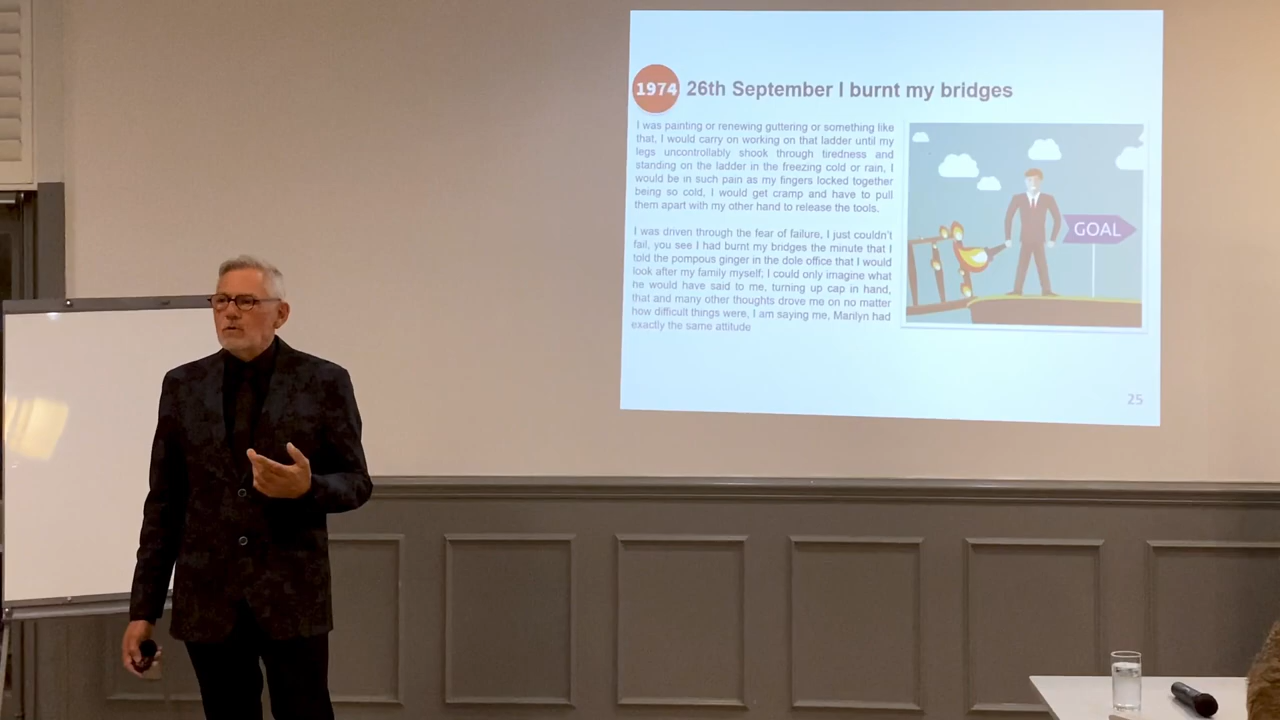 1974 26th September I burnt my bridges
I was painting or renewing guttering or something like
that, I would carry on working on that ladder until my
legs uncontrollably shook through tiredness and
standing on the ladder in the freezing cold or rain, I
would be in such pain as my fingers locked together
being so cold, I would get cramp and have to pull
them apart with my other hand to release the tools.
I was driven through the fear of failure, I just couldn't
fail, you see I had burnt my bridges the minute that I
told the pompous ginger in the dole office that I would
look after my family myself; I could only imagine what
he would have said to me, turning up cap in hand,
that and many other thoughts drove me on no matter
how difficult things were, I am saying me, Marilyn had
exactly the same attitude
GOAL
25